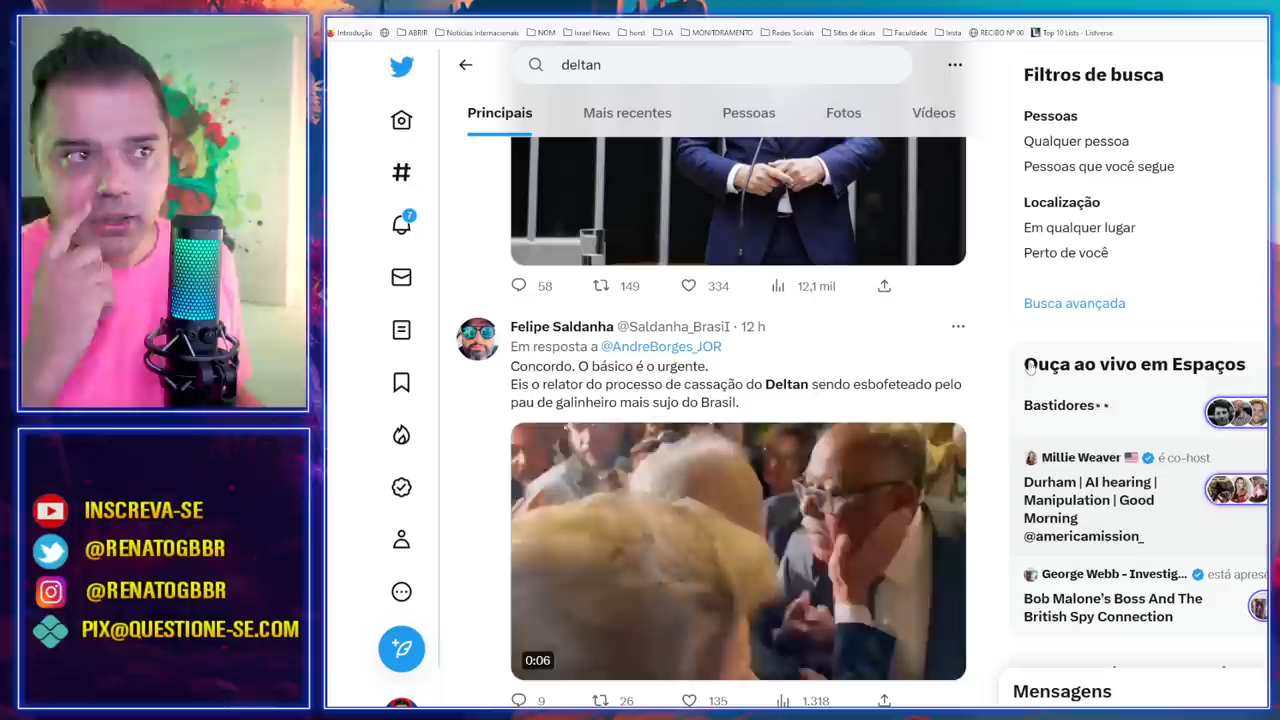 Introdução
ABRIR
Notícias Internacionais
NOM
Israel News
horst
I.A
MONITORAMENTO
Redes Sociais
Sites de dicas
Faculdade
Insta
RECIBO Nº 00
Top 10 Lists - Listverse
deltan
Principais
Mais recentes
Pessoas
Fotos
Vídeos
7
58
149
334
12,1 mil
Felipe Saldanha @Saldanha_BrasiI · 12 h
Em resposta a @AndreBorges_JOR
Concordo. O básico é o urgente.
Eis o relator do processo de cassação do Deltan sendo esbofeteado pelo
pau de galinheiro mais sujo do Brasil.
0:06
9
26
135
1.318
Filtros de busca
Pessoas
Qualquer pessoa
Pessoas que você segue
Localização
Em qualquer lugar
Perto de você
Busca avançada
Ouça ao vivo em Espaços
Bastidores
Millie Weaver é co-host
Durham | AI hearing |
Manipulation | Good
Morning
@americamission_
George Webb - Investig... está aprese
Bob Malone's Boss And The
British Spy Connection
Mensagens
INSCREVA-SE
@RENATOGBBR
@RENATOGBBR
PIX@QUESTIONE-SE.COM